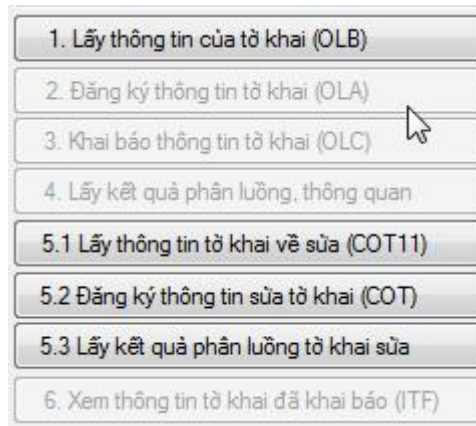 1. Lấy thông tin của tờ khai (OLB)
2. Đăng ký thông tin tờ khai (OLA)
3. Khai báo thông tin tờ khai (OLC)
4. Lấy kết quả phân luồng, thông quan
5.1 Lấy thông tin tờ khai về sửa (COT11)
5.2 Đăng ký thông tin sửa tờ khai (COT)
5.3 Lấy kết quả phân luồng tờ khai sửa
6. Xem thông tin tờ khai đã khai báo (ITF)